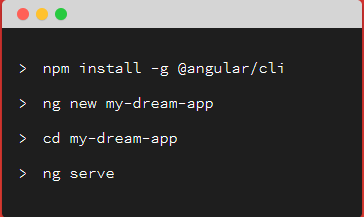 > npm install -g @angular/cli
> ng new my-dream-app
> cd my-dream-app
> ng serve